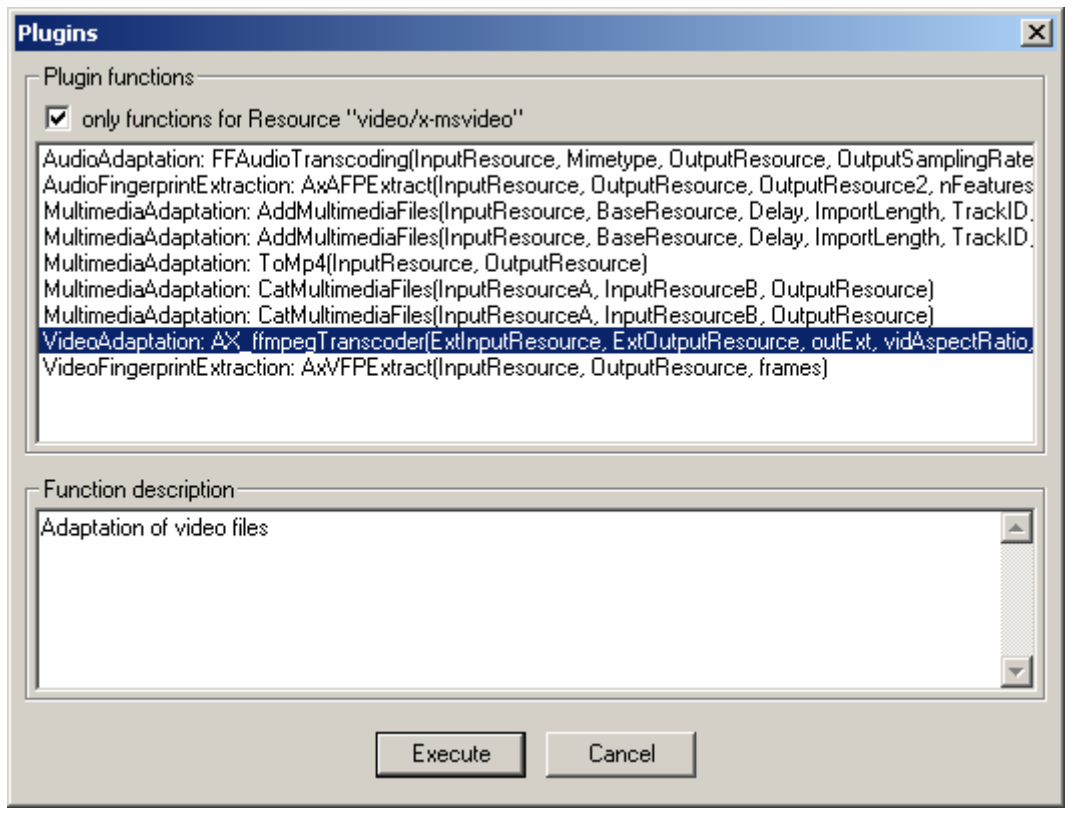 Plugins
Plugin functions
only functions for Resource "video/x-msvideo"
AudioAdaptation: FFAudioTranscoding(InputResource, Mimetype, OutputResource, OutputSamplingRate
AudioFingerprintExtraction: AxAFPExtract(InputResource, OutputResource, OutputResource2, nFeatures
MultimediaAdaptation: AddMultimediaFiles(InputResource, BaseResource, Delay, ImportLength, TrackID,
MultimediaAdaptation: AddMultimediaFiles(InputResource, BaseResource, Delay, ImportLength, TrackID,
MultimediaAdaptation: ToMp4(InputResource, OutputResource)
MultimediaAdaptation: CatMultimediaFiles(InputResourceA, InputResourceB, OutputResource)
MultimediaAdaptation: CatMultimediaFiles(InputResourceA, InputResourceB, OutputResource)
VideoAdaptation: AX_ffmpegTranscoder(ExtInputResource, ExtOutputResource, outExt, vidAspectRatio,
VideoFingerprintExtraction: AxVFPExtract(InputResource, OutputResource, frames)
Function description
Adaptation of video files
Execute
Cancel